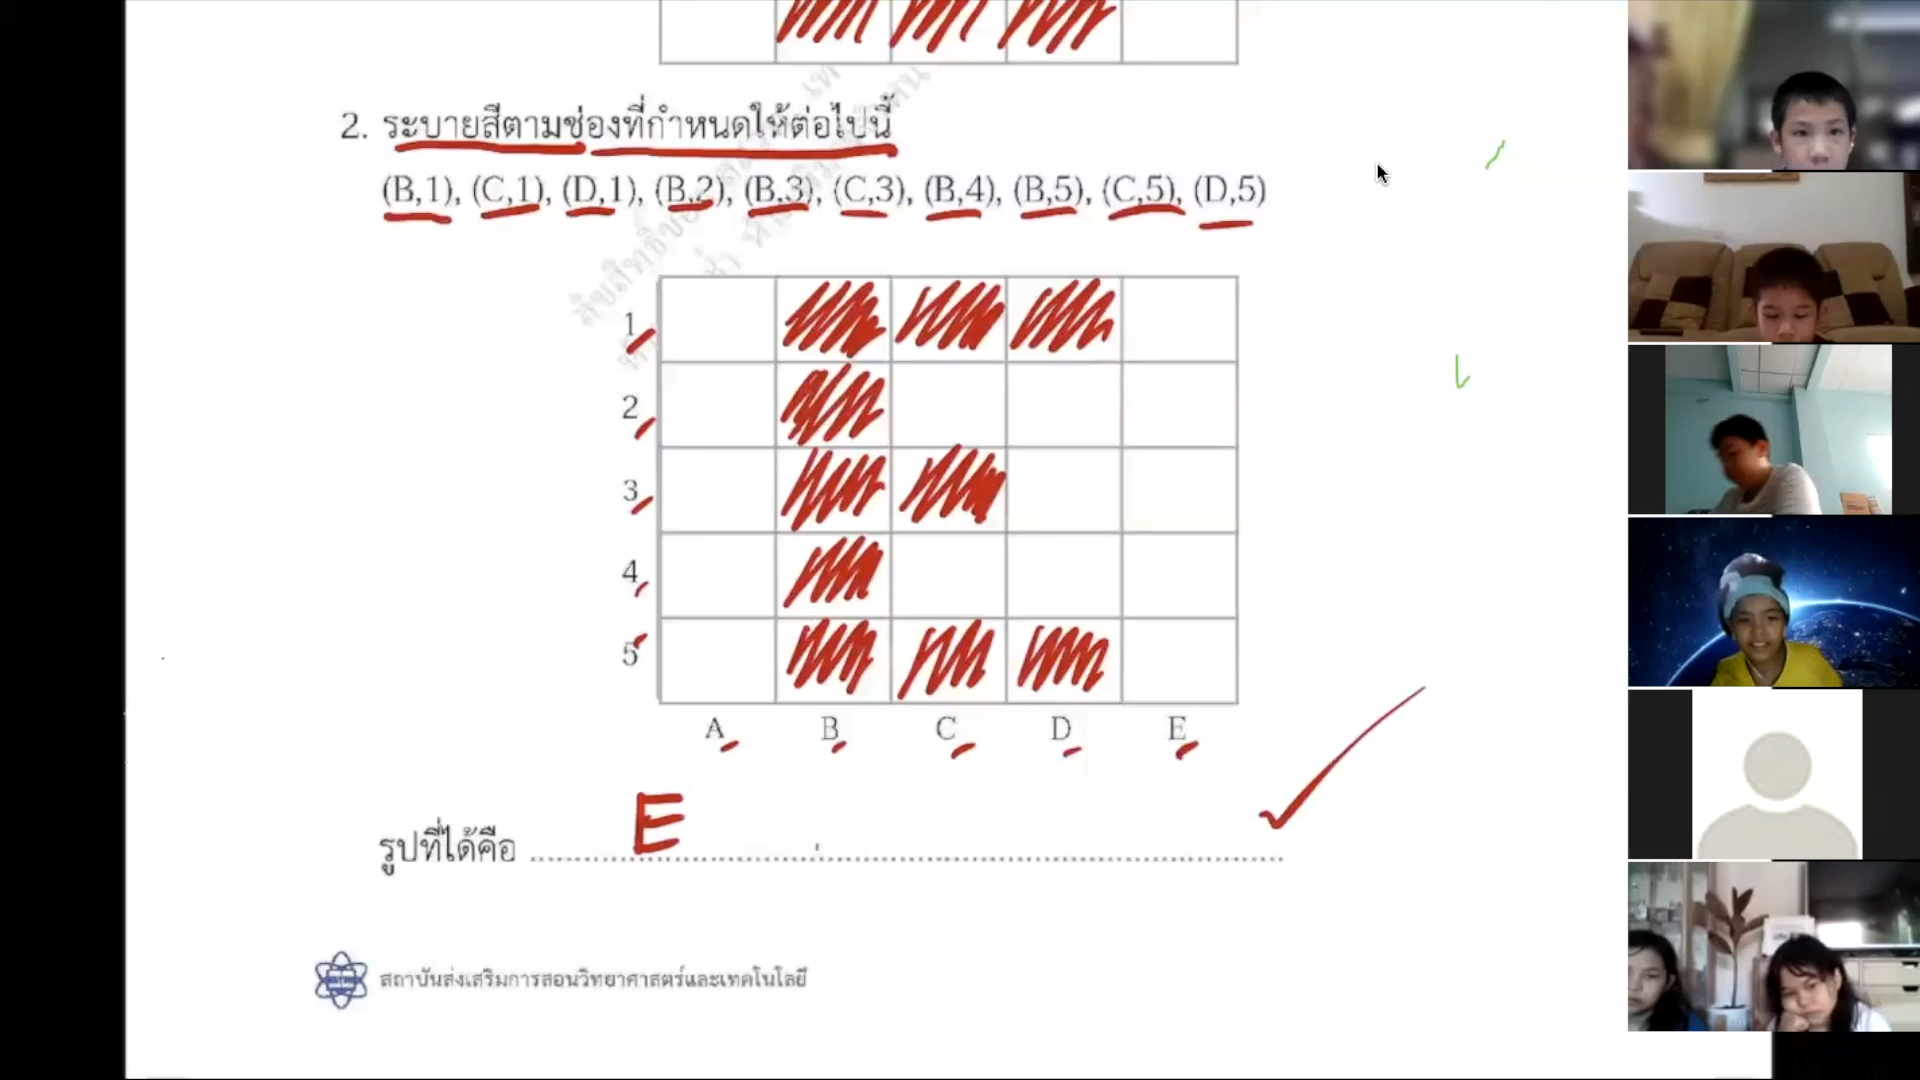 2. ระบายสีตามช่องที่กำหนดให้ต่อไปนี้
(B,1), (C,1), (D,1), (B,2), (B,3), (C,3), (B,4), (B,5), (C,5), (D,5)
1
2
3
4
5
A B C D E
รูปที่ได้คือ E
สถาบันส่งเสริมการสอนวิทยาศาสตร์และเทคโนโลยี